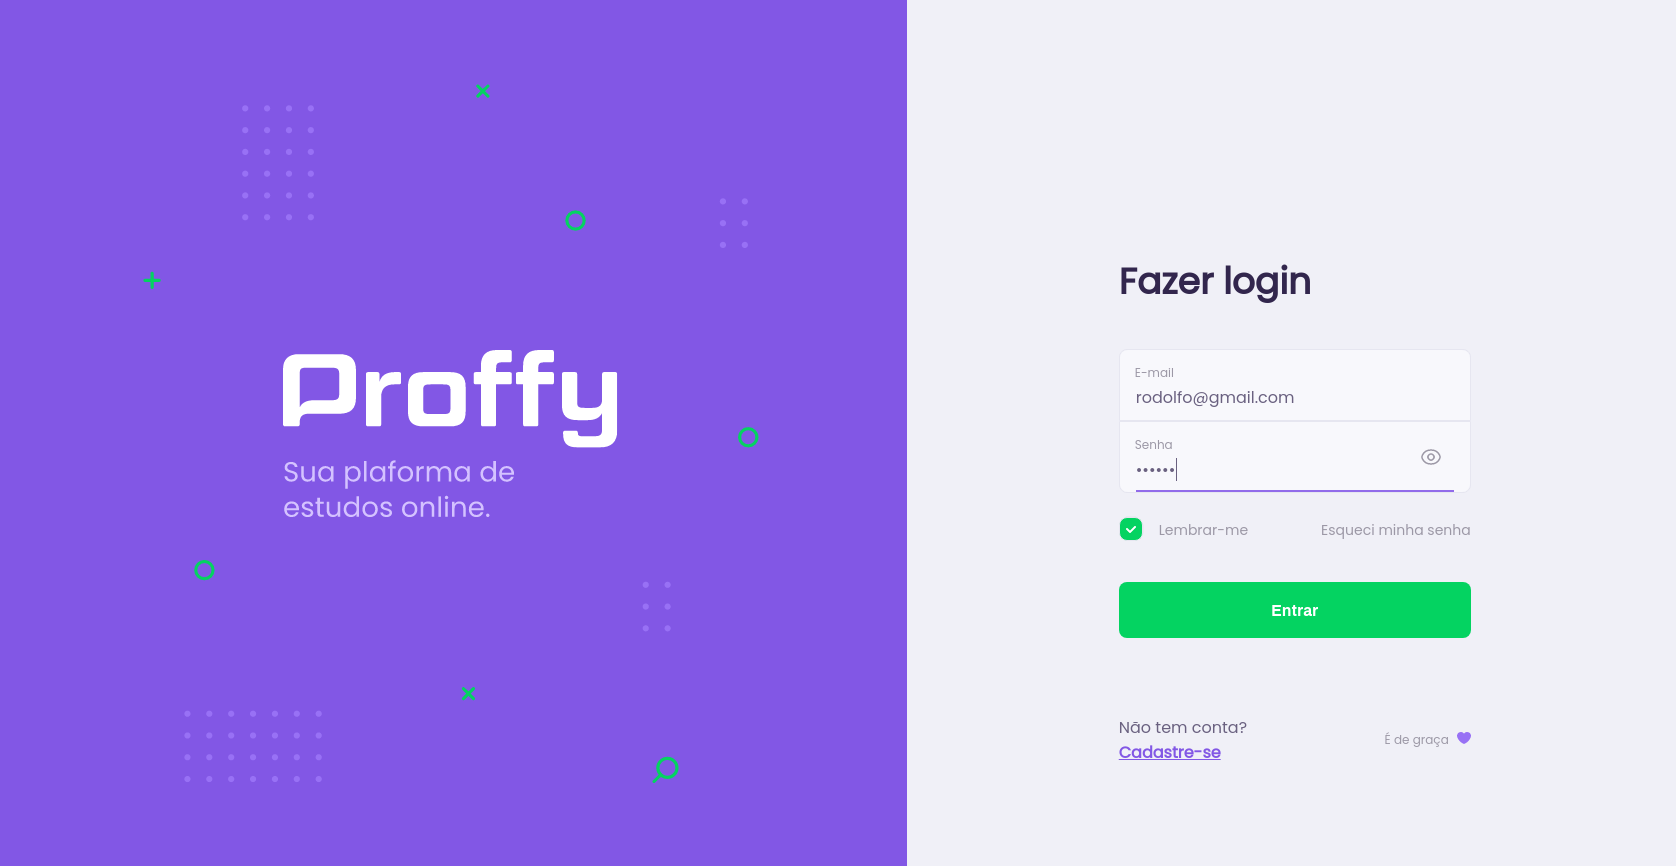 Proffy
Sua plaforma de
estudos online.
Fazer login
E-mail
rodolfo@gmail.com
Senha
••••••
Lembrar-me
Esqueci minha senha
Entrar
Não tem conta?
Cadastre-se
É de graça